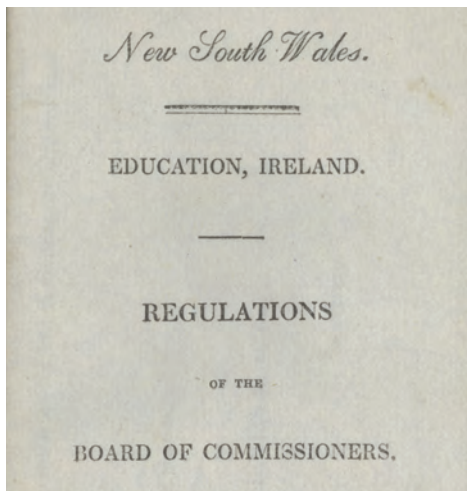 New South Wales.
EDUCATION, IRELAND.
REGULATIONS
OF THE
BOARD OF COMMISSIONERS.